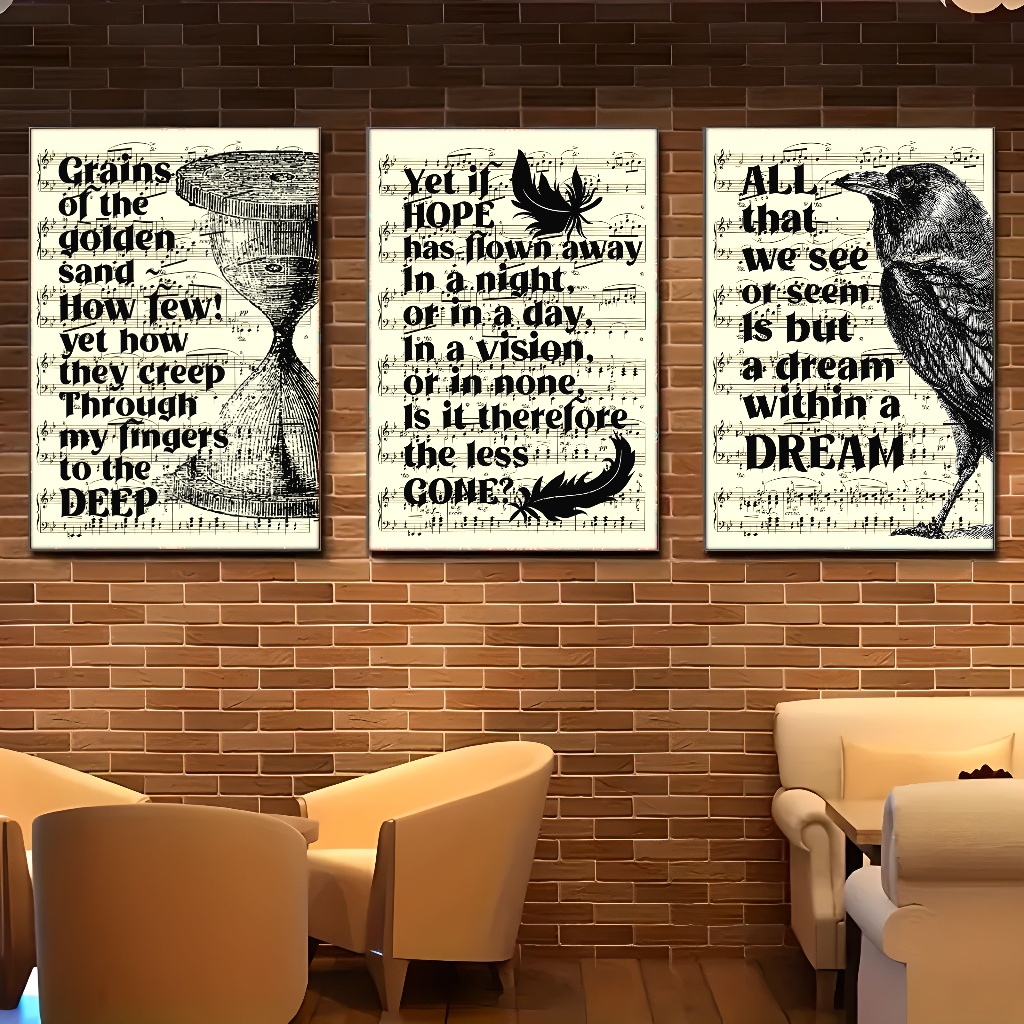 Grains
of the
golden
sand ~
How few!
yet how
they creep
Through
my fingers
to the
DEEP
Yet if
HOPE
has flown away
In a night,
or in a day,
In a vision,
or in none,
Is it therefore
the less
GONE?
ALL
that
we see
or seem
Is but
a dream
within a
DREAM